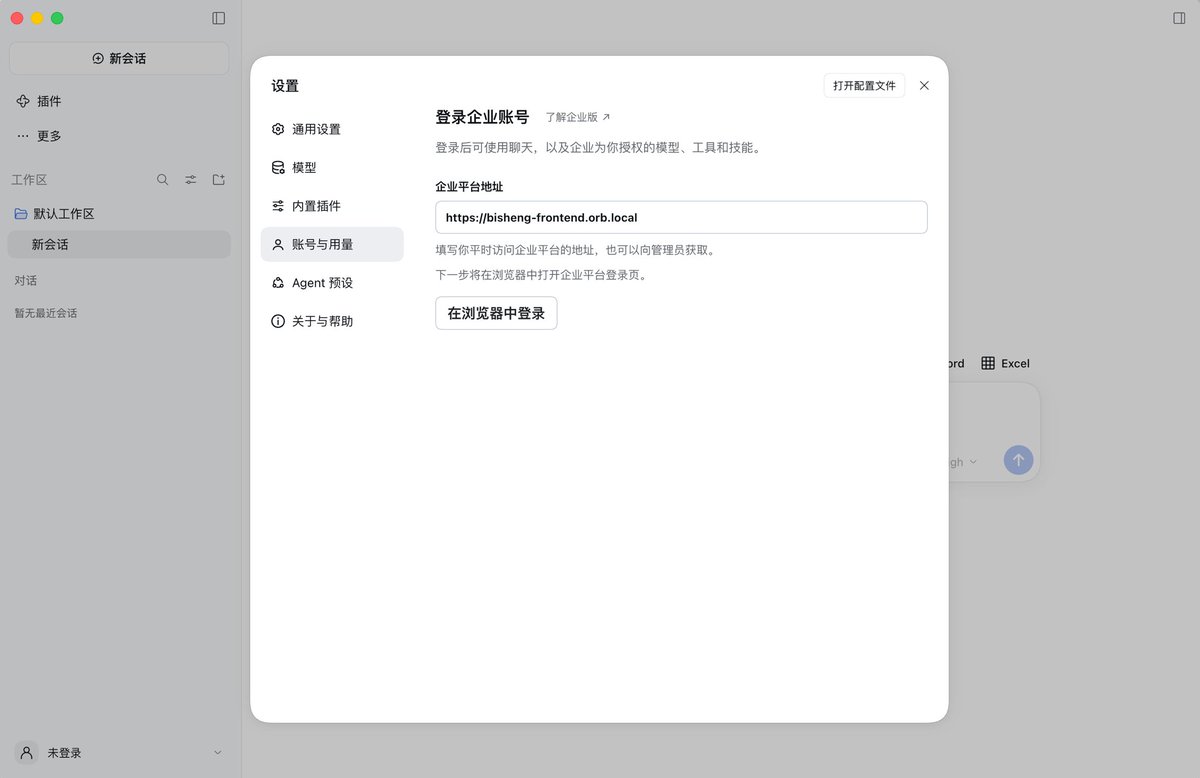 新会话
插件
更多
工作区
默认工作区
新会话
对话
暂无最近会话
未登录
设置
打开配置文件
通用设置
模型
内置插件
账号与用量
Agent 预设
关于与帮助
登录企业账号 了解企业版
登录后可使用聊天，以及企业为你授权的模型、工具和技能。
企业平台地址
https://bisheng-frontend.orb.local
填写你平时访问企业平台的地址，也可以向管理员获取。
下一步将在浏览器中打开企业平台登录页。
在浏览器中登录
ord
Excel
gh